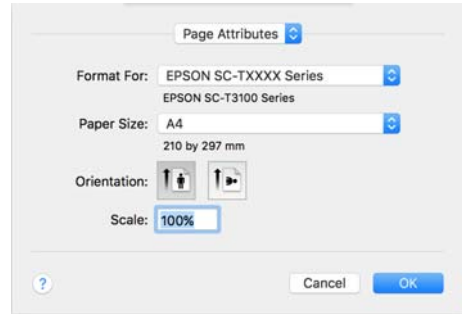 Page Attributes
Format For: EPSON SC-TXXXX Series
EPSON SC-T3100 Series
Paper Size: A4
210 by 297 mm
Orientation:
Scale: 100%
? Cancel OK